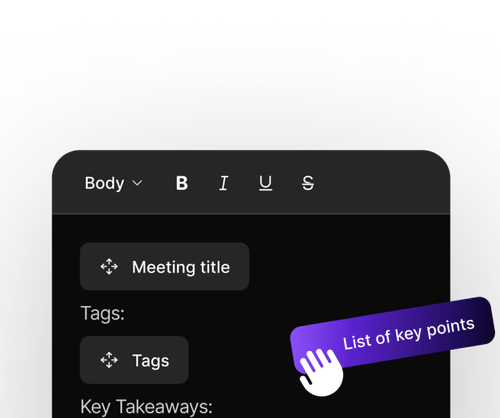 Body B I U S
Meeting title
Tags:
List of key points
Tags
Key Takeaways: